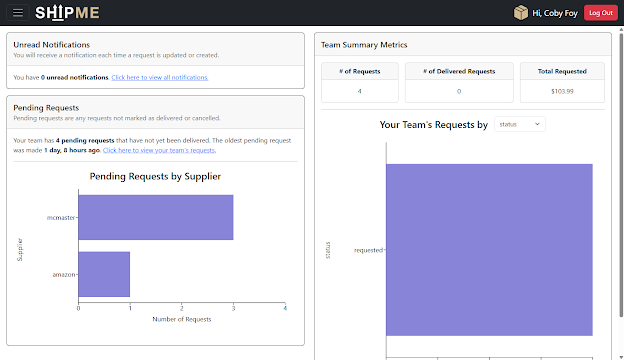 SHIPME
Hi, Coby Foy
Log Out
Unread Notifications
You will receive a notification each time a request is updated or created.
You have 0 unread notifications. Click here to view all notifications.
Pending Requests
Pending requests are any requests not marked as delivered or cancelled.
Your team has 4 pending requests that have not yet been delivered. The oldest pending request
was made 1 day, 8 hours ago. Click here to view your team's requests.
Pending Requests by Supplier
Supplier
mcmaster
amazon
0 1 2 3 4
Number of Requests
Team Summary Metrics
# of Requests
4
# of Delivered Requests
0
Total Requested
$103.99
Your Team's Requests by status
status
requested